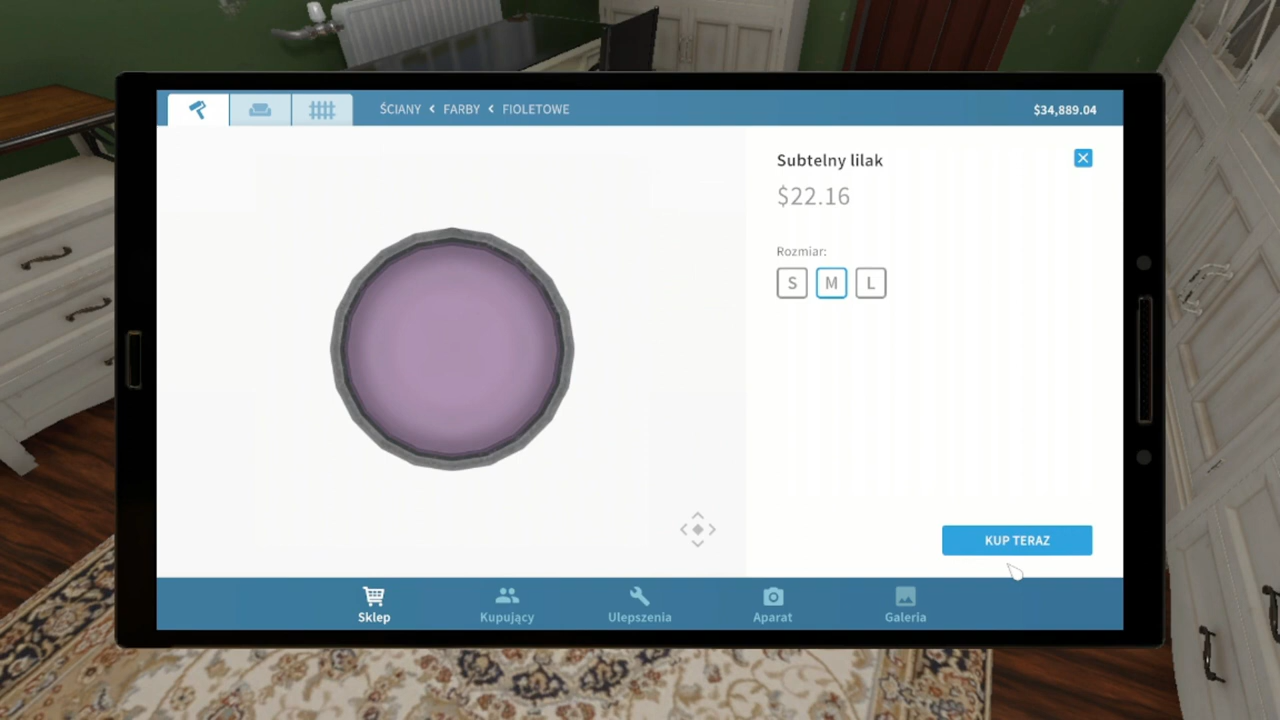 ŚCIANY < FARBY < FIOLETOWE
$34,889.04
Subtelny lilak
$22.16
Rozmiar:
S M L
KUP TERAZ
Sklep
Kupujący
Ulepszenia
Aparat
Galeria